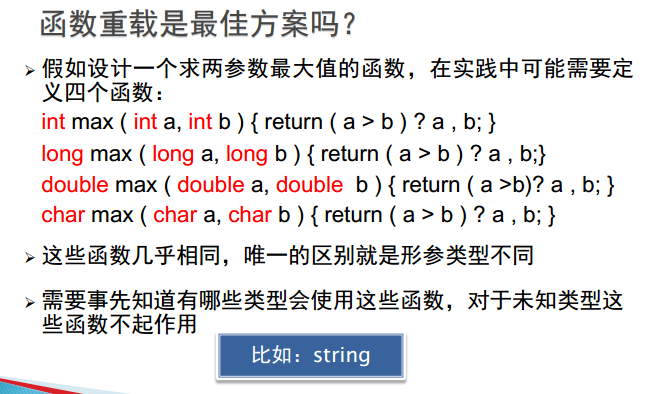 函数重载是最佳方案吗？
➢ 假如设计一个求两参数最大值的函数，在实践中可能需要定
义四个函数：
int max ( int a, int b ) { return ( a > b ) ? a , b; }
long max ( long a, long b ) { return ( a > b ) ? a , b;}
double max ( double a, double  b ) { return ( a >b)? a , b; }
char max ( char a, char b ) { return ( a > b ) ? a , b; }
➢ 这些函数几乎相同，唯一的区别就是形参类型不同
➢ 需要事先知道有哪些类型会使用这些函数，对于未知类型这
些函数不起作用
比如：string